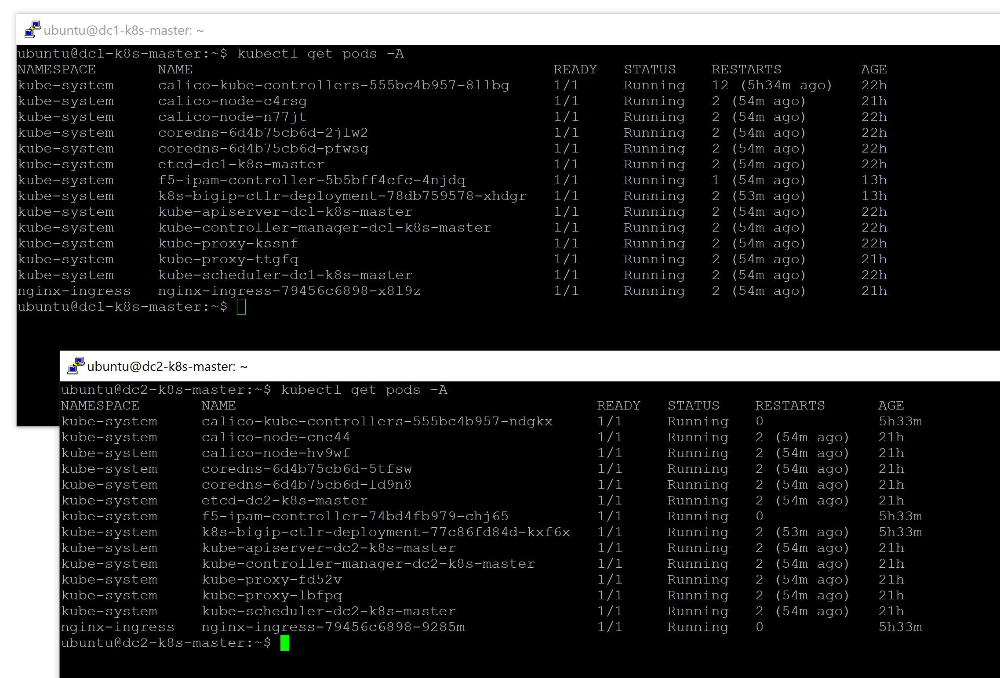 ubuntu@dc1-k8s-master: ~
ubuntu@dc1-k8s-master:~$ kubectl get pods -A
NAMESPACE NAME READY STATUS RESTARTS AGE
kube-system calico-kube-controllers-555bc4b957-8llbg 1/1 Running 12 (5h34m ago) 22h
kube-system calico-node-c4rsg 1/1 Running 2 (54m ago) 21h
kube-system calico-node-n77jt 1/1 Running 2 (54m ago) 22h
kube-system coredns-6d4b75cb6d-2jlw2 1/1 Running 2 (54m ago) 22h
kube-system coredns-6d4b75cb6d-pfwsg 1/1 Running 2 (54m ago) 22h
kube-system etcd-dc1-k8s-master 1/1 Running 2 (54m ago) 22h
kube-system f5-ipam-controller-5b5bff4cfc-4njdq 1/1 Running 1 (54m ago) 13h
kube-system k8s-bigip-ctlr-deployment-78db759578-xhdgr 1/1 Running 2 (53m ago) 13h
kube-system kube-apiserver-dc1-k8s-master 1/1 Running 2 (54m ago) 22h
kube-system kube-controller-manager-dc1-k8s-master 1/1 Running 2 (54m ago) 22h
kube-system kube-proxy-kssnf 1/1 Running 2 (54m ago) 22h
kube-system kube-proxy-ttgfq 1/1 Running 2 (54m ago) 21h
kube-system kube-scheduler-dc1-k8s-master 1/1 Running 2 (54m ago) 22h
nginx-ingress nginx-ingress-79456c6898-x8l9z 1/1 Running 2 (54m ago) 21h
ubuntu@dc1-k8s-master:~$
ubuntu@dc2-k8s-master: ~
ubuntu@dc2-k8s-master:~$ kubectl get pods -A
NAMESPACE NAME READY STATUS RESTARTS AGE
kube-system calico-kube-controllers-555bc4b957-ndgkx 1/1 Running 0 5h33m
kube-system calico-node-cnc44 1/1 Running 2 (54m ago) 21h
kube-system calico-node-hv9wf 1/1 Running 2 (54m ago) 21h
kube-system coredns-6d4b75cb6d-5tfsw 1/1 Running 2 (54m ago) 21h
kube-system coredns-6d4b75cb6d-ld9n8 1/1 Running 2 (54m ago) 21h
kube-system etcd-dc2-k8s-master 1/1 Running 2 (54m ago) 21h
kube-system f5-ipam-controller-74bd4fb979-chj65 1/1 Running 0 5h33m
kube-system k8s-bigip-ctlr-deployment-77c86fd84d-kxf6x 1/1 Running 2 (53m ago) 5h33m
kube-system kube-apiserver-dc2-k8s-master 1/1 Running 2 (54m ago) 21h
kube-system kube-controller-manager-dc2-k8s-master 1/1 Running 2 (54m ago) 21h
kube-system kube-proxy-fd52v 1/1 Running 2 (54m ago) 21h
kube-system kube-proxy-lbfpq 1/1 Running 2 (54m ago) 21h
kube-system kube-scheduler-dc2-k8s-master 1/1 Running 2 (54m ago) 21h
nginx-ingress nginx-ingress-79456c6898-9285m 1/1 Running 0 5h33m
ubuntu@dc2-k8s-master:~$